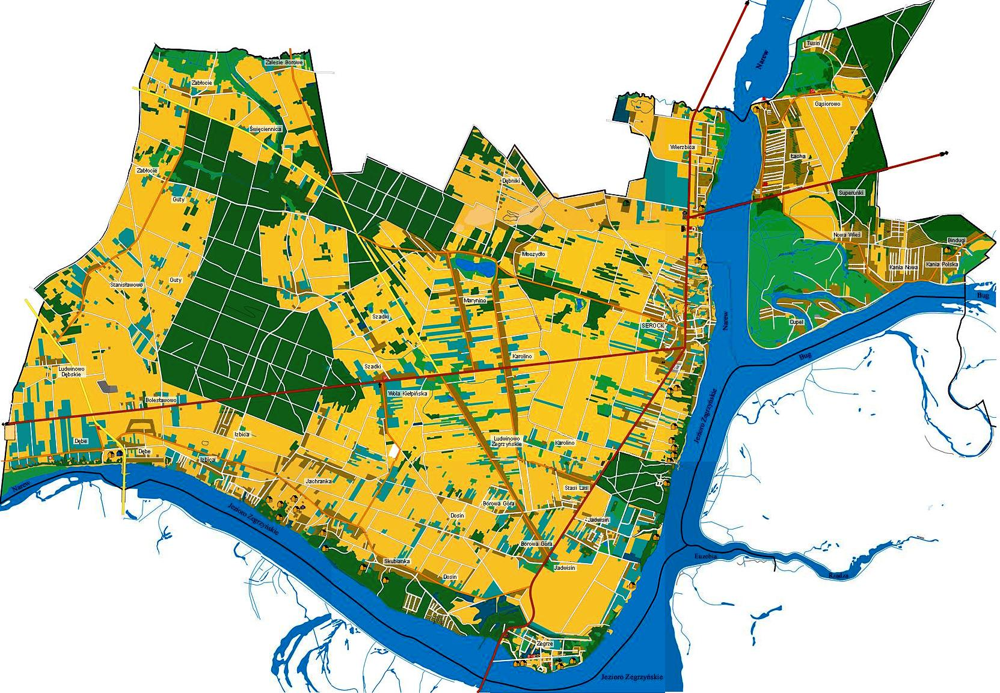 Tusin
Narew
Zalesie Borowe
Zabłocie
Gąsiorowo
Święciennica
Wierzbica
Łacha
Zabłocie
Dębniki
Superunki
Guty
Nowa Wieś
Bindugi
Moczydło
Kania Nowa
Kania Polska
Guty
Stanisławowo
Bug
Marynino
Szadki
Narew
Cupel
SEROCK
Karolino
Bug
Szadki
Ludwinowo
Dębskie
Wola Kiełpińska
Bolesławowo
Jezioro Zegrzyńskie
Izbica
Dębe
Ludwinowo
Zegrzyńskie
Karolino
Dębe
Izbica
Jachranka
Narew
Stasi Las
Borowa Góra
Jezioro Zegrzyńskie
Dosin
Jadwisin
Borowa Góra
Euzebia
Skubianka
Jadwisin
Rządza
Dosin
Zegrze
Jezioro Zegrzyńskie